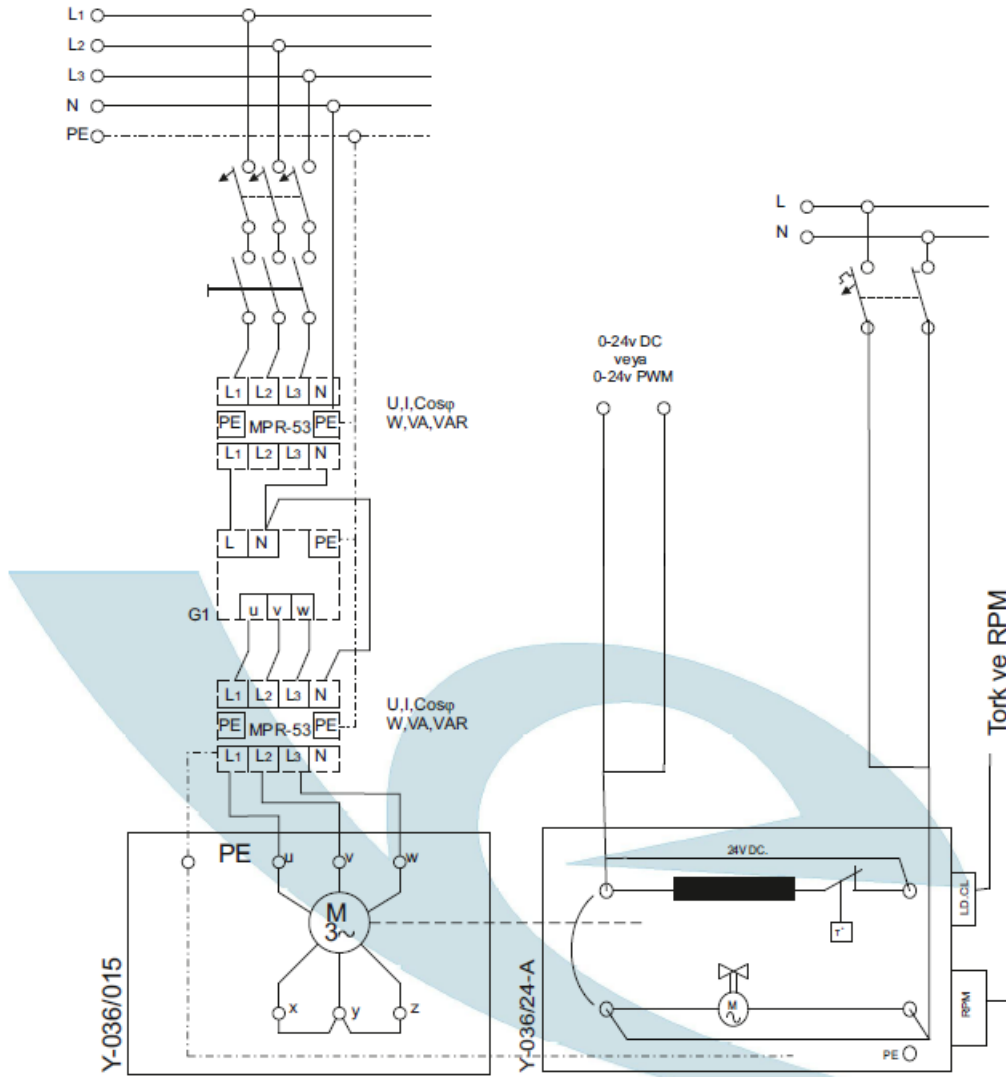 L1
L2
L3
N
PE
L
N
0-24v DC
veya
0-24v PWM
L1 L2 L3 N
PE MPR-53 PE
L1 L2 L3 N
U,I,Cosφ
W,VA,VAR
L N PE
G1
u v w
L1 L2 L3 N
PE MPR-53 PE
L1 L2 L3 N
U,I,Cosφ
W,VA,VAR
Tork ve RPM
PE u v w
M
3~
x y z
Y-036/015
24V DC.
T°
M
~
PE
Y-036/24-A
LD.CL
RPM